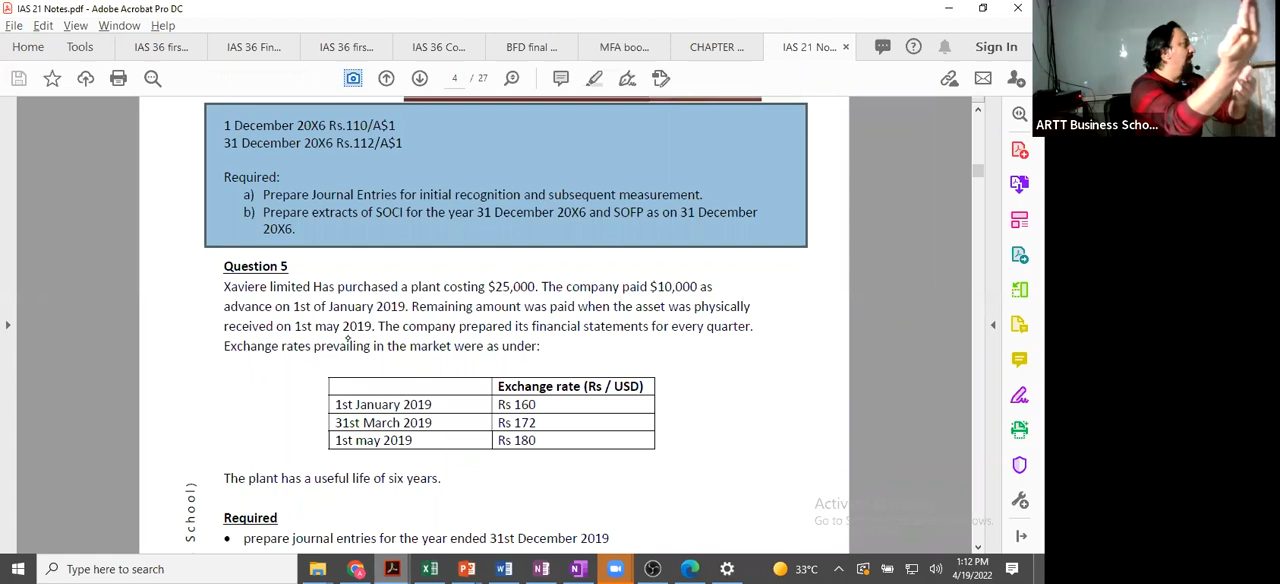 IAS 21 Notes.pdf - Adobe Acrobat Pro DC
File Edit View Window Help
Home Tools IAS 36 firs... IAS 36 Fin... IAS 36 firs... IAS 36 Co... BFD final ... MFA boo... CHAPTER ... IAS 21 No... × Sign In
4 / 27
ARTT Business Scho...
1 December 20X6 Rs.110/A$1
31 December 20X6 Rs.112/A$1
Required:
a) Prepare Journal Entries for initial recognition and subsequent measurement.
b) Prepare extracts of SOCI for the year 31 December 20X6 and SOFP as on 31 December
20X6.
Question 5
Xaviere limited Has purchased a plant costing $25,000. The company paid $10,000 as
advance on 1st of January 2019. Remaining amount was paid when the asset was physically
received on 1st may 2019. The company prepared its financial statements for every quarter.
Exchange rates prevailing in the market were as under:
Exchange rate (Rs / USD)
1st January 2019 Rs 160
31st March 2019 Rs 172
1st may 2019 Rs 180
The plant has a useful life of six years.
School)
Required
• prepare journal entries for the year ended 31st December 2019
Type here to search
33°C
1:12 PM
4/19/2022